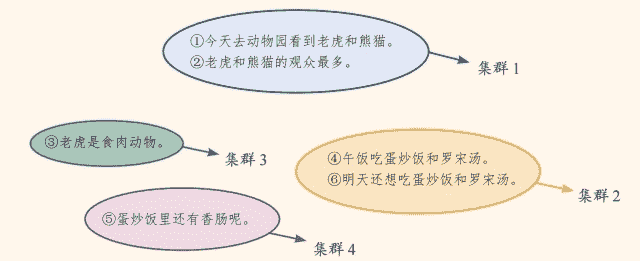 ①今天去动物园看到老虎和熊猫。
②老虎和熊猫的观众最多。
集群1
③老虎是食肉动物。
集群3
④午饭吃蛋炒饭和罗宋汤。
⑥明天还想吃蛋炒饭和罗宋汤。
集群2
⑤蛋炒饭里还有香肠呢。
集群4